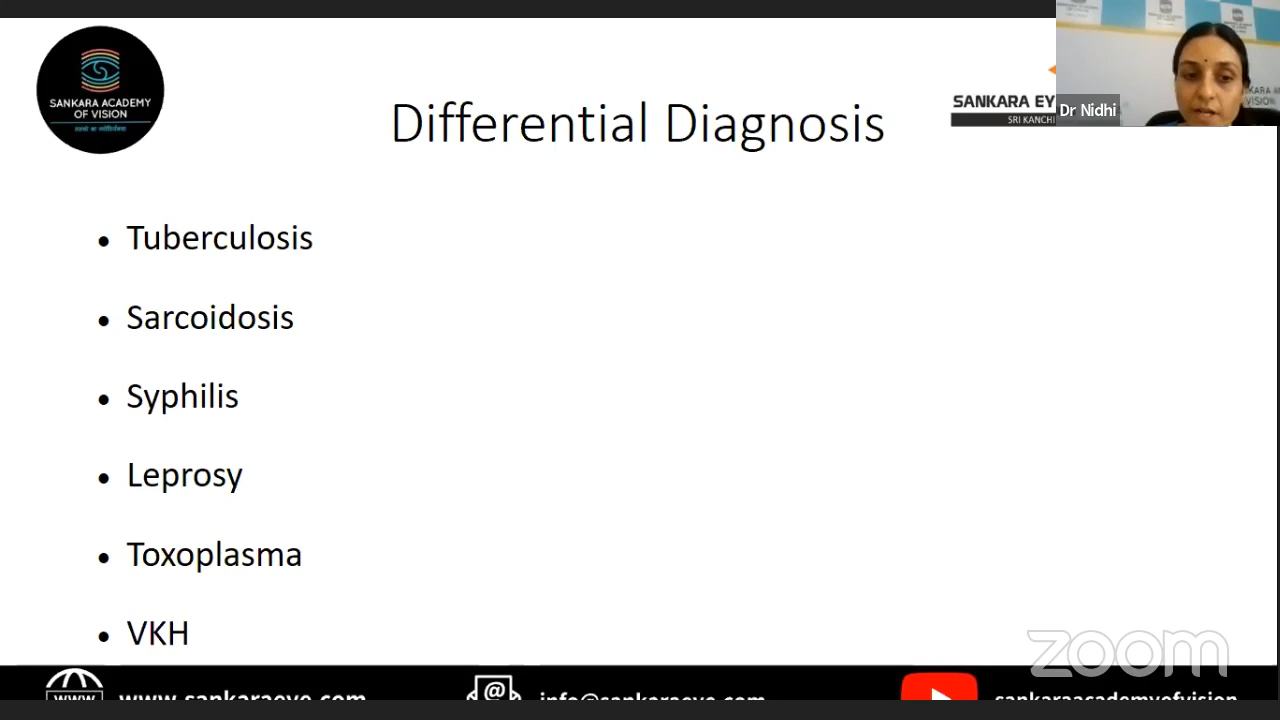 SANKARA ACADEMY
OF VISION
Differential Diagnosis
SANKARA EY
SRI KANCHI
Dr Nidhi
• Tuberculosis
• Sarcoidosis
• Syphilis
• Leprosy
• Toxoplasma
• VKH
zoom
www www.sankaraeye.com info@sankaraeye.com sankaraacademyofvision